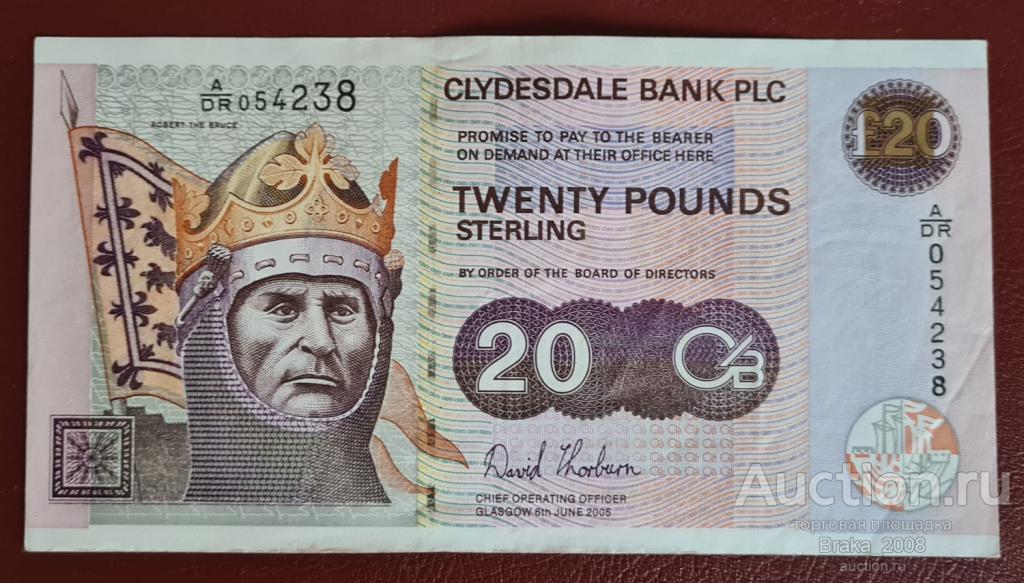 A/DR 054238
ROBERT THE BRUCE
CLYDESDALE BANK PLC
PROMISE TO PAY TO THE BEARER
ON DEMAND AT THEIR OFFICE HERE
TWENTY POUNDS
STERLING
BY ORDER OF THE BOARD OF DIRECTORS
£20
A/DR 054238
20 CB
David Thorburn
CHIEF OPERATING OFFICER
GLASGOW 6th JUNE 2005
Auction.ru
торговая площадка
Braka_2008
auction.ru